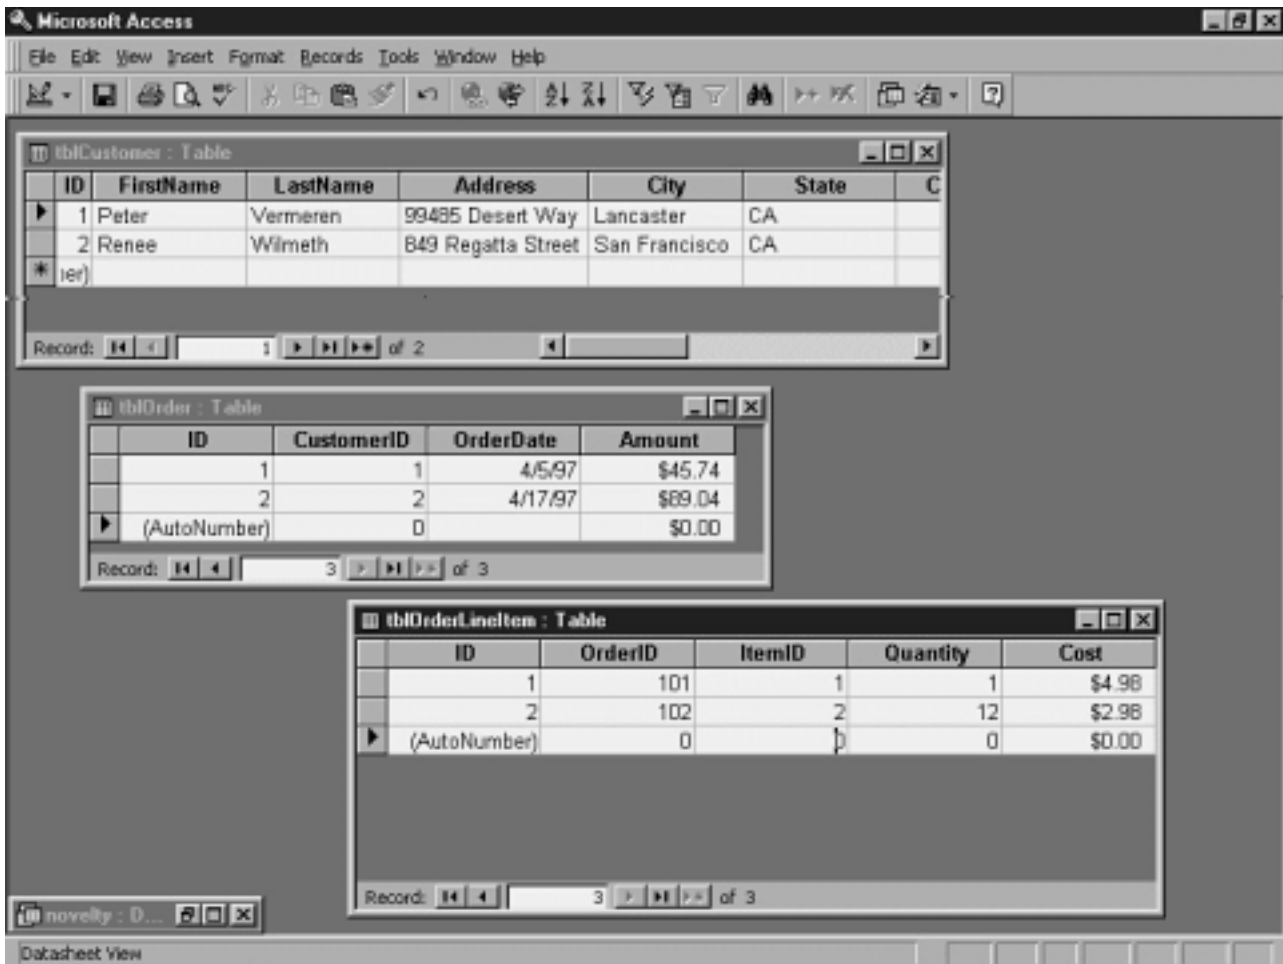 Microsoft Access
File Edit View Insert Format Records Tools Window Help
tblCustomer : Table
ID FirstName LastName Address City State C
1 Peter Vermeren 99485 Desert Way Lancaster CA
2 Renee Wilmeth 849 Regatta Street San Francisco CA
ber)
Record: 1 of 2
tblOrder : Table
ID CustomerID OrderDate Amount
1 1 4/5/97 $45.74
2 2 4/17/97 $89.04
(AutoNumber) 0 $0.00
Record: 3 of 3
tblOrderLineItem : Table
ID OrderID ItemID Quantity Cost
1 101 1 1 $4.98
2 102 2 12 $2.98
(AutoNumber) 0 0 0 $0.00
Record: 3 of 3
novelty : D...
Datasheet View